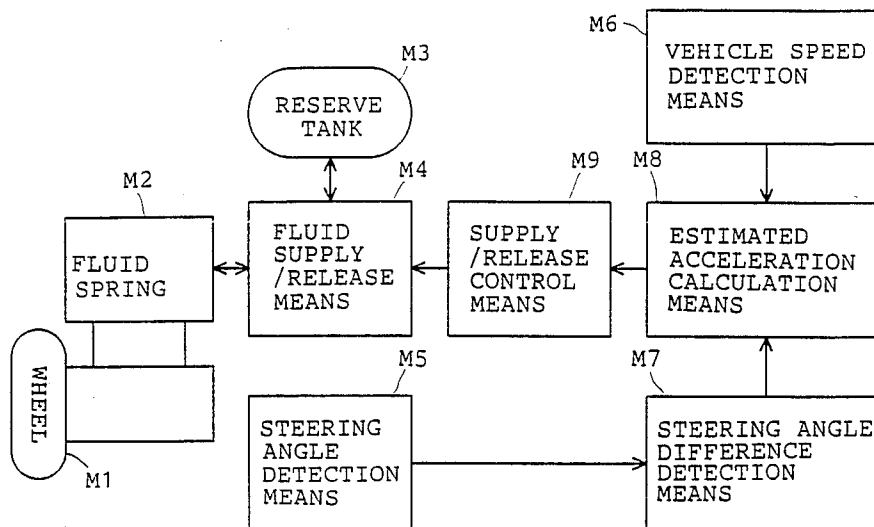 M6
VEHICLE SPEED
DETECTION
MEANS
M3
RESERVE
TANK
M2
FLUID
SPRING
M4
FLUID
SUPPLY
/RELEASE
MEANS
M9
SUPPLY
/RELEASE
CONTROL
MEANS
M8
ESTIMATED
ACCELERATION
CALCULATION
MEANS
WHEEL
M1
M5
STEERING
ANGLE
DETECTION
MEANS
M7
STEERING ANGLE
DIFFERENCE
DETECTION
MEANS